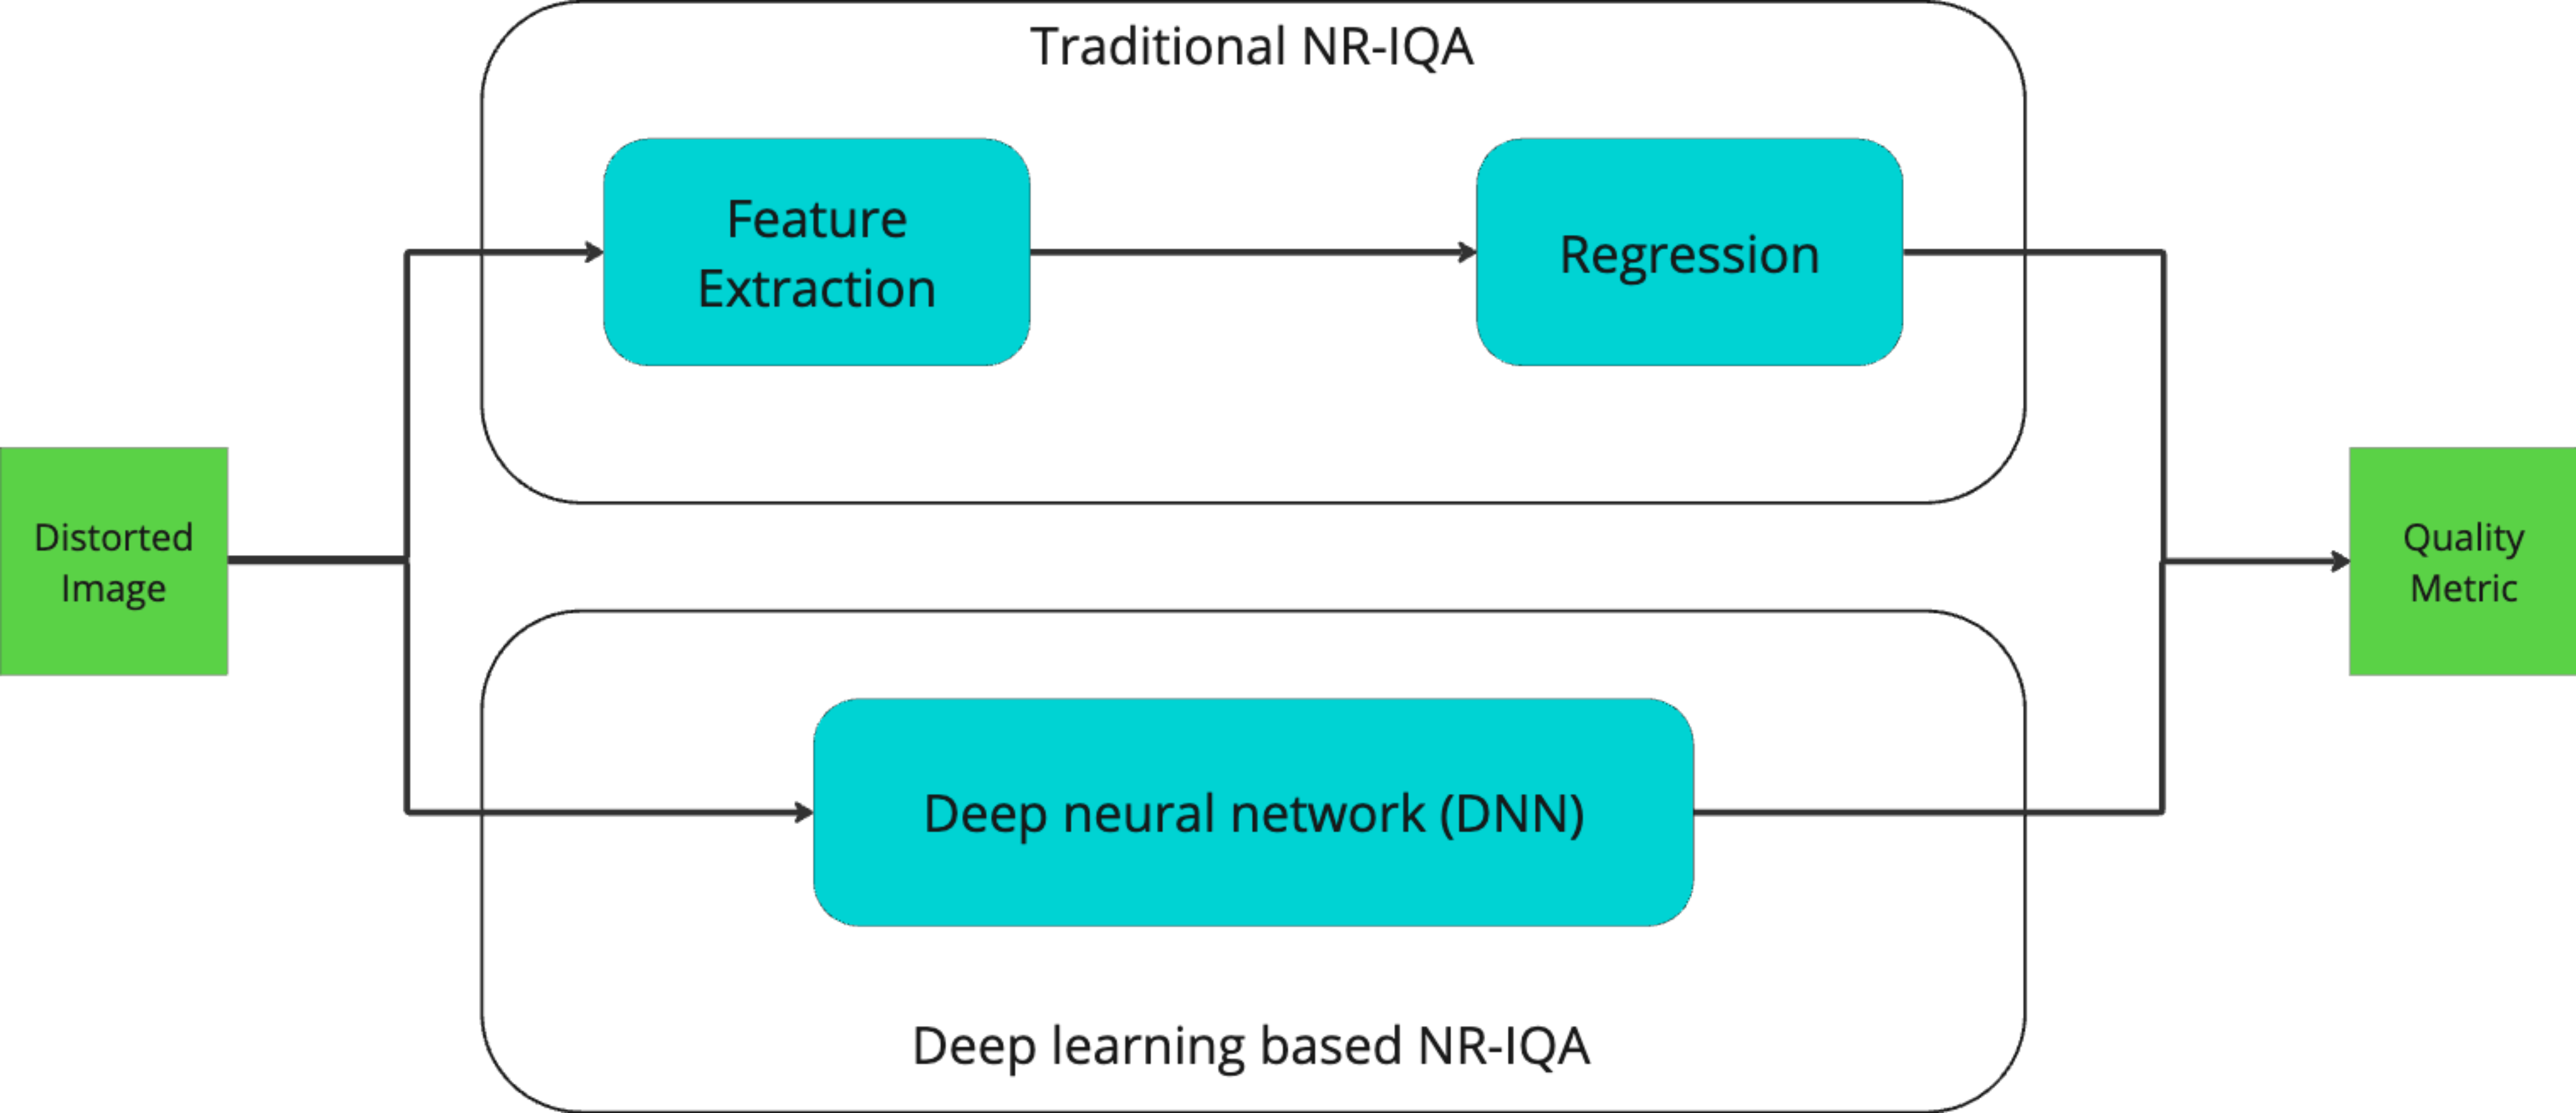 Traditional NR-IQA
Feature
Extraction
Regression
Distorted
Image
Quality
Metric
Deep neural network (DNN)
Deep learning based NR-IQA